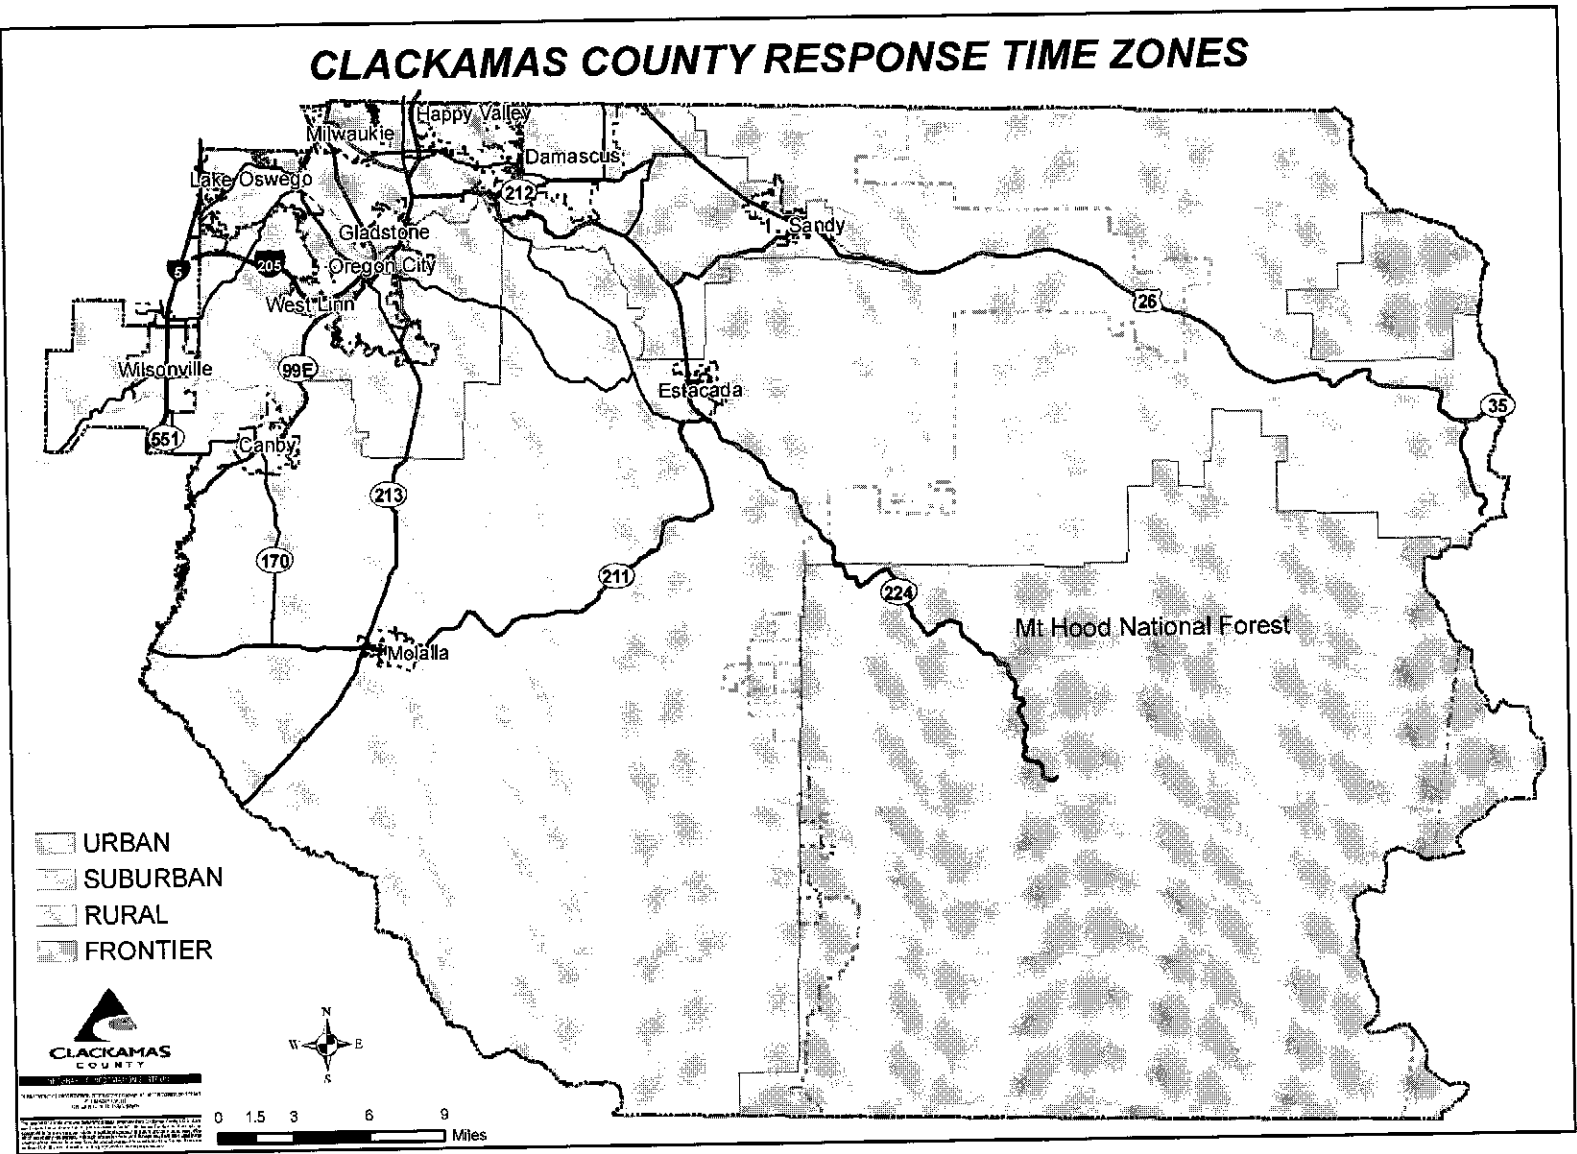 CLACKAMAS COUNTY RESPONSE TIME ZONES
Happy Valley
Milwaukie
Damascus
Lake Oswego
212
Sandy
Gladstone
5
205
Oregon City
26
West Linn
Wilsonville
99E
Estacada
35
551
Canby
213
170
211
224
Mt Hood National Forest
Molalla
URBAN
SUBURBAN
RURAL
FRONTIER
CLACKAMAS
COUNTY
N
W E
S
0 1.5 3 6 9
Miles